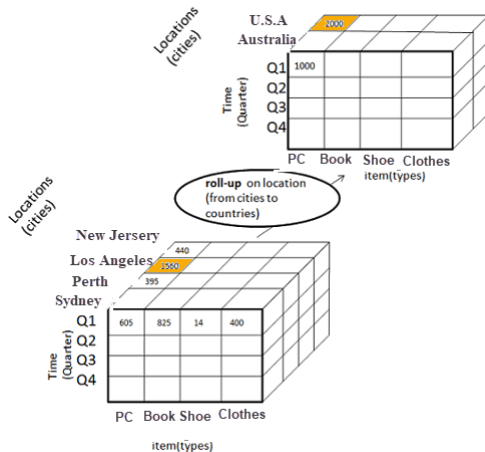 Locations
(cities)
U.S.A
2000
Australia
Time
(Quarter)
Q1
1000
Q2
Q3
Q4
PC
Book
Shoe
Clothes
item(types)
roll-up on location
(from cities to
countries)
Locations
(cities)
New Jersery
440
Los Angeles
1560
Perth
395
Sydney
Time
(Quarter)
Q1
605
825
14
400
Q2
Q3
Q4
PC
Book
Shoe
Clothes
item(types)